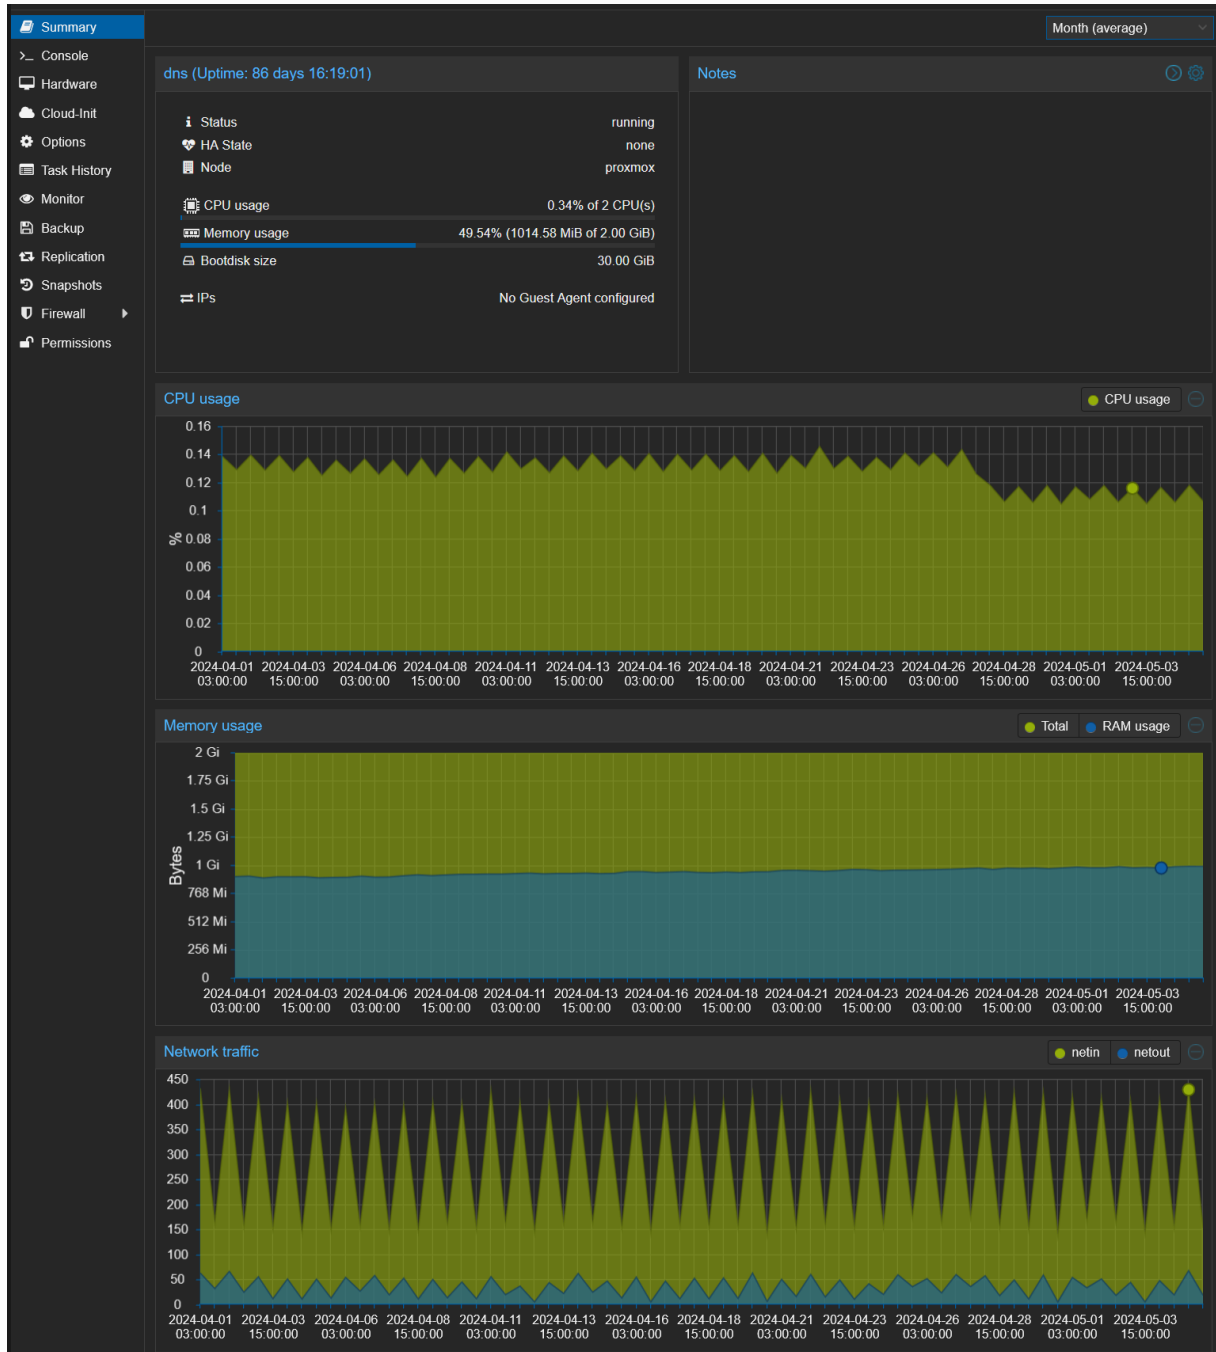 Summary
Console
Hardware
Cloud-Init
Options
Task History
Monitor
Backup
Replication
Snapshots
Firewall
Permissions
Month (average)
dns (Uptime: 86 days 16:19:01)
Status running
HA State none
Node proxmox
CPU usage 0.34% of 2 CPU(s)
Memory usage 49.54% (1014.58 MiB of 2.00 GiB)
Bootdisk size 30.00 GiB
IPs No Guest Agent configured
Notes
CPU usage
CPU usage
0.16
0.14
0.12
0.1
% 0.08
0.06
0.04
0.02
0
2024-04-01 2024-04-03 2024-04-06 2024-04-08 2024-04-11 2024-04-13 2024-04-16 2024-04-18 2024-04-21 2024-04-23 2024-04-26 2024-04-28 2024-05-01 2024-05-03
03:00:00 15:00:00 03:00:00 15:00:00 03:00:00 15:00:00 03:00:00 15:00:00 03:00:00 15:00:00 03:00:00 15:00:00 03:00:00 15:00:00
Memory usage
Total RAM usage
2 Gi
1.75 Gi
1.5 Gi
1.25 Gi
Bytes
1 Gi
768 Mi
512 Mi
256 Mi
0
2024-04-01 2024-04-03 2024-04-06 2024-04-08 2024-04-11 2024-04-13 2024-04-16 2024-04-18 2024-04-21 2024-04-23 2024-04-26 2024-04-28 2024-05-01 2024-05-03
03:00:00 15:00:00 03:00:00 15:00:00 03:00:00 15:00:00 03:00:00 15:00:00 03:00:00 15:00:00 03:00:00 15:00:00 03:00:00 15:00:00
Network traffic
netin netout
450
400
350
300
250
200
150
100
50
0
2024-04-01 2024-04-03 2024-04-06 2024-04-08 2024-04-11 2024-04-13 2024-04-16 2024-04-18 2024-04-21 2024-04-23 2024-04-26 2024-04-28 2024-05-01 2024-05-03
03:00:00 15:00:00 03:00:00 15:00:00 03:00:00 15:00:00 03:00:00 15:00:00 03:00:00 15:00:00 03:00:00 15:00:00 03:00:00 15:00:00